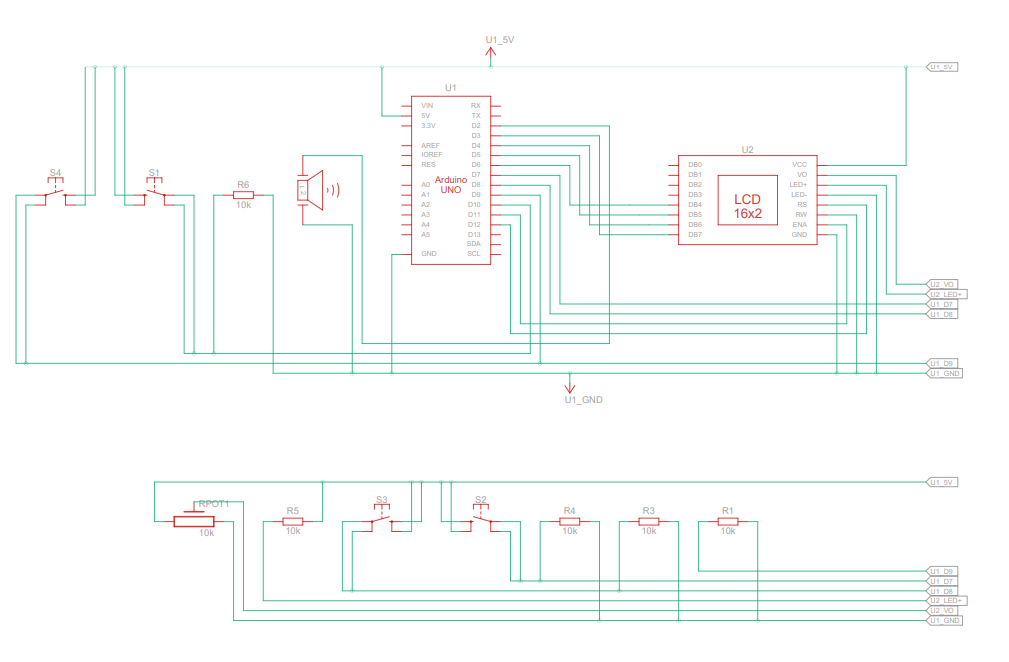 U1_5V
U1_5V
U1
VIN RX
5V TX
3.3V D2
D3
AREF D4
IOREF D5
RES D6
D7
A0 D8
A1 D9
A2 D10
A3 D11
A4 D12
A5 D13
SDA
GND SCL
Arduino
UNO
U2
DB0 VCC
DB1 VO
DB2 LED+
DB3 LED-
DB4 RS
DB5 RW
DB6 ENA
DB7 GND
LCD
16x2
S4
S1
R6
10k
U2_VO
U2_LED+
U1_D7
U1_D8
U1_D9
U1_GND
U1_GND
U1_5V
RPOT1
10k
R5
10k
S3
S2
R4
10k
R3
10k
R1
10k
U1_D9
U1_D7
U1_D8
U2_LED+
U2_VO
U1_GND